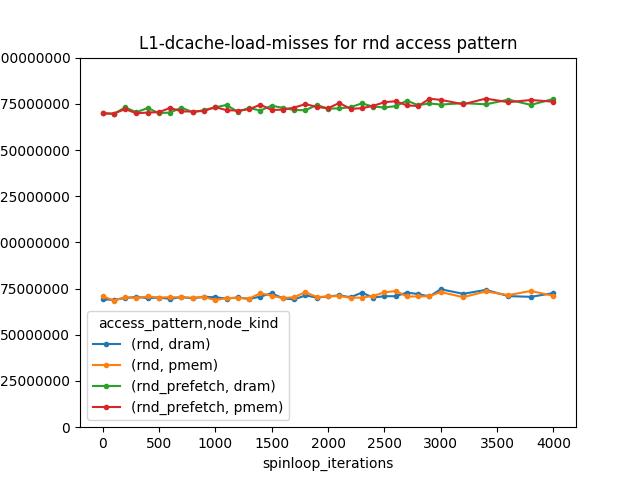 L1-dcache-load-misses for rnd access pattern
00000000
75000000
50000000
25000000
00000000
75000000
50000000
25000000
0
access_pattern,node_kind
(rnd, dram)
(rnd, pmem)
(rnd_prefetch, dram)
(rnd_prefetch, pmem)
0 500 1000 1500 2000 2500 3000 3500 4000
spinloop_iterations